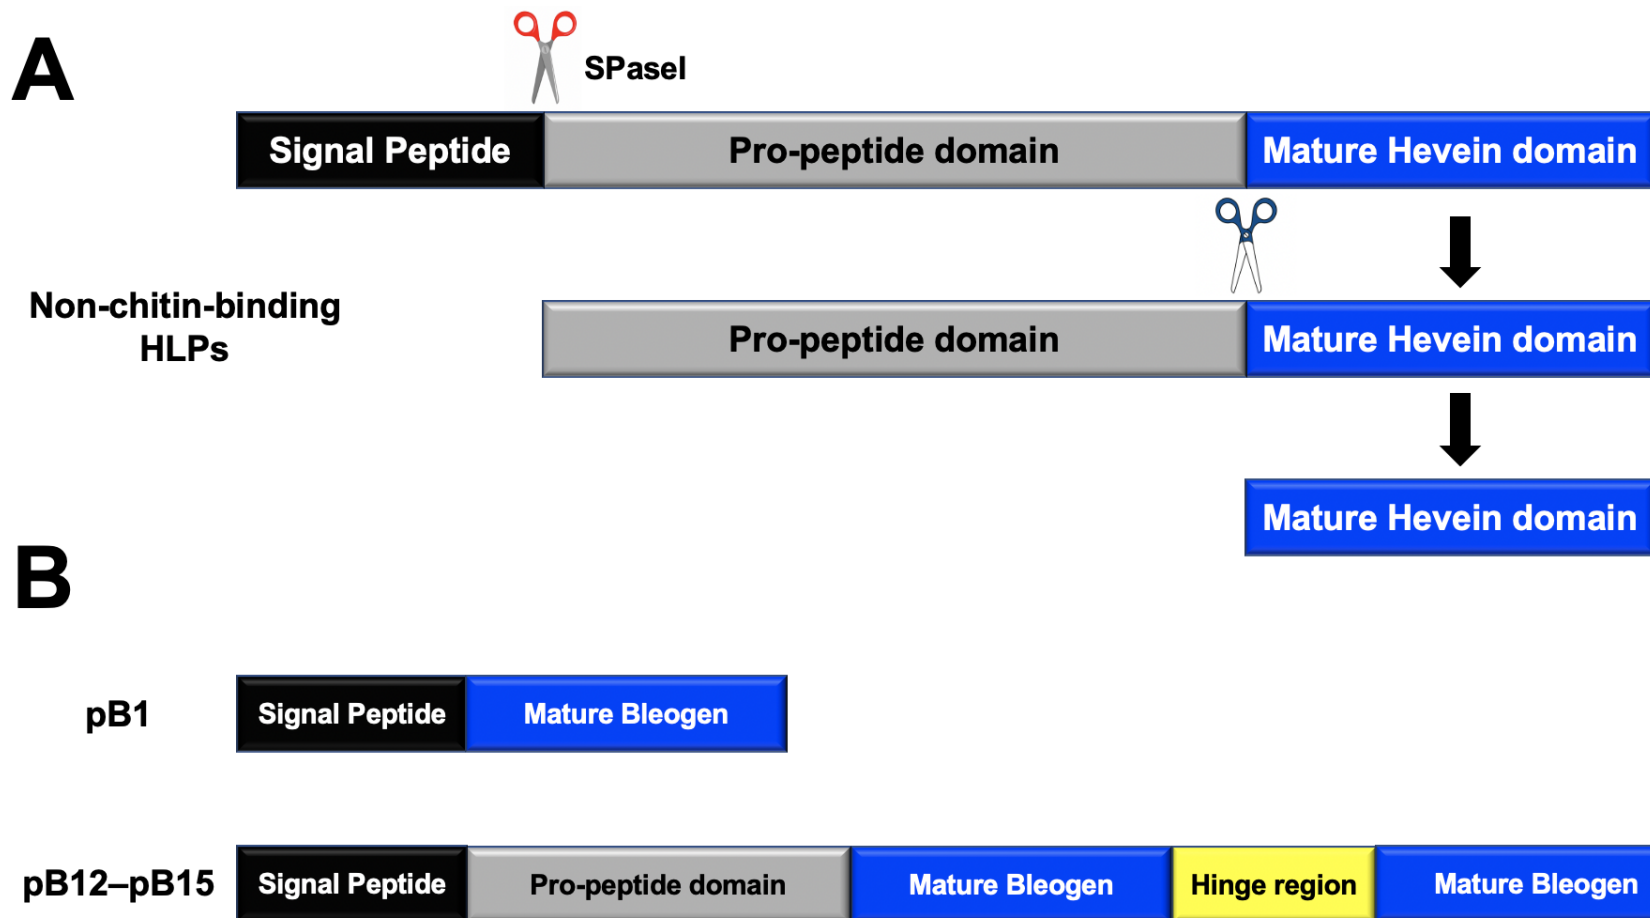 A
SPaseI
Signal Peptide
Pro-peptide domain
Mature Hevein domain
Non-chitin-binding
HLPs
Pro-peptide domain
Mature Hevein domain
Mature Hevein domain
B
pB1
Signal Peptide
Mature Bleogen
pB12–pB15
Signal Peptide
Pro-peptide domain
Mature Bleogen
Hinge region
Mature Bleogen